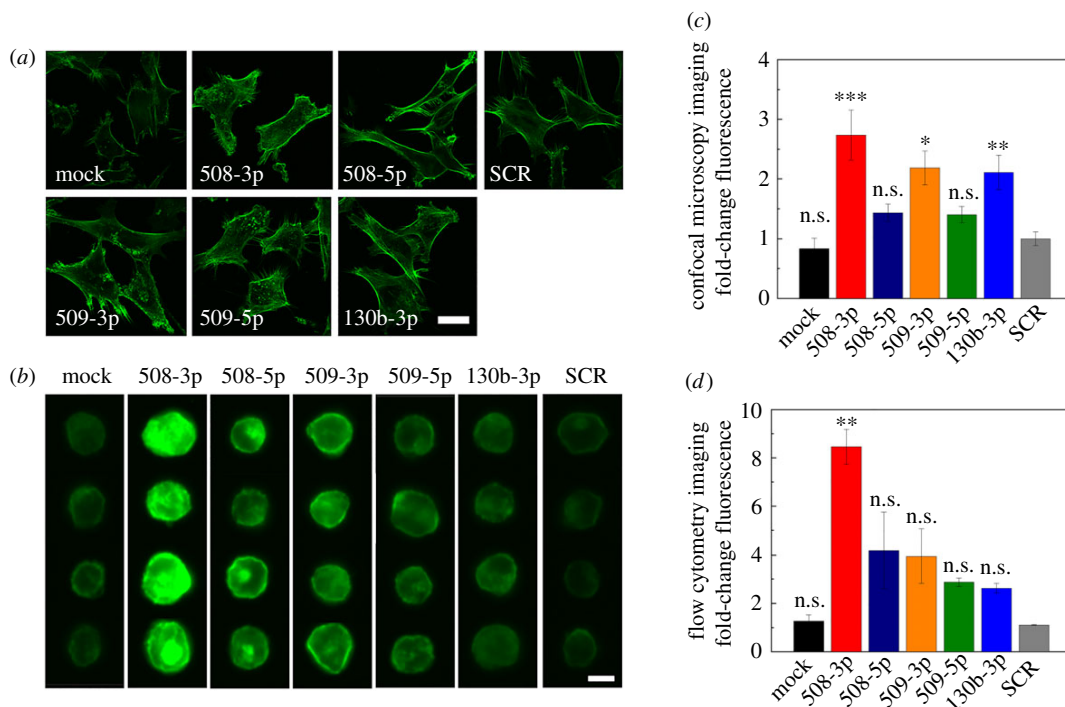 (a)
mock
508-3p
508-5p
SCR
509-3p
509-5p
130b-3p
(b)
mock 508-3p 508-5p 509-3p 509-5p 130b-3p SCR
(c)
confocal microscopy imaging
fold-change fluorescence
4
3
2
1
0
n.s.
***
n.s.
*
n.s.
**
mock
508-3p
508-5p
509-3p
509-5p
130b-3p
SCR
(d)
flow cytometry imaging
fold-change fluorescence
10
8
6
4
2
0
n.s.
**
n.s.
n.s.
n.s.
n.s.
mock
508-3p
508-5p
509-3p
509-5p
130b-3p
SCR